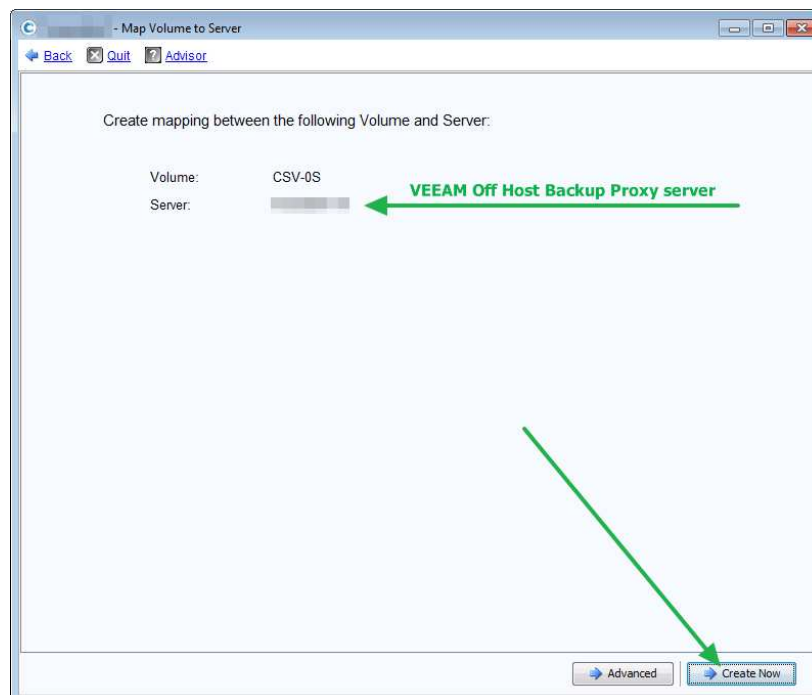 - Map Volume to Server
Back Quit Advisor
Create mapping between the following Volume and Server:
Volume: CSV-0S
Server:
VEEAM Off Host Backup Proxy server
Advanced Create Now